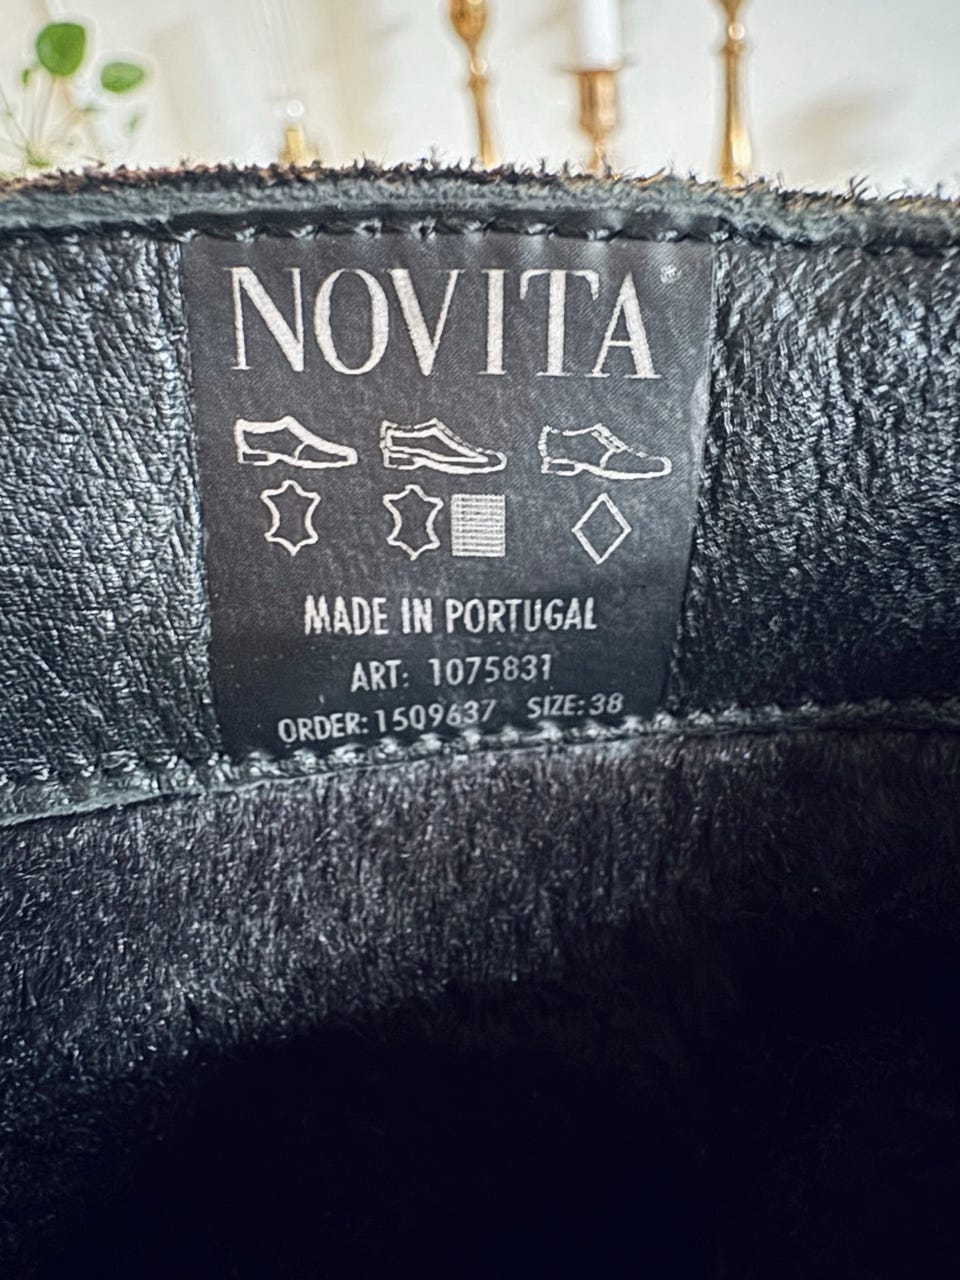 NOVITA
MADE IN PORTUGAL
ART: 1075831
ORDER: 1509637 SIZE: 38